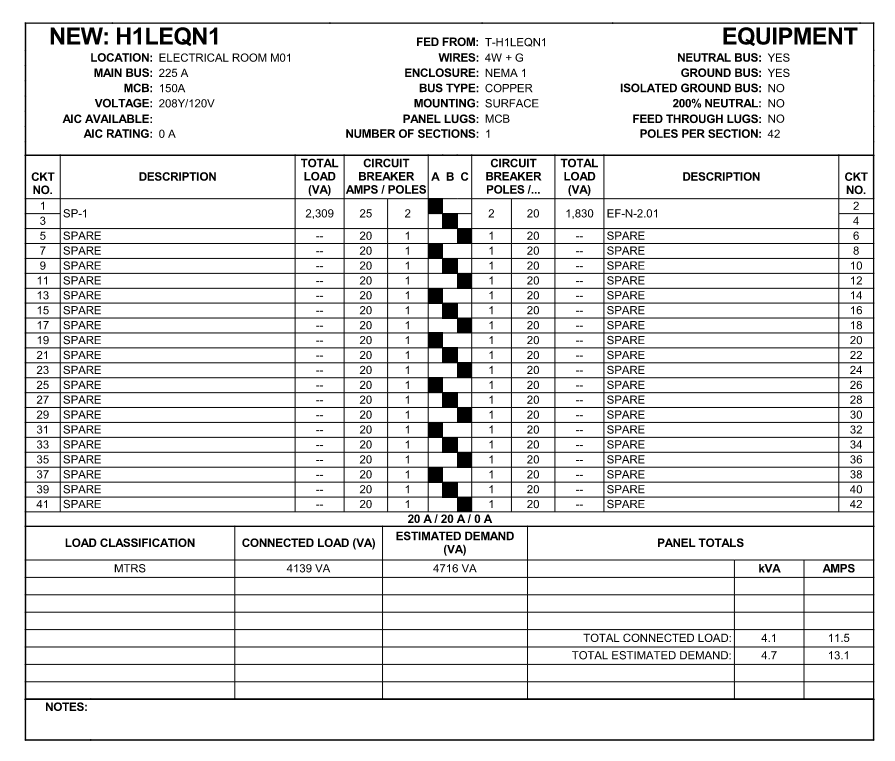 NEW: H1LEQN1 EQUIPMENT
FED FROM: T-H1LEQN1
LOCATION: ELECTRICAL ROOM M01 WIRES: 4W + G NEUTRAL BUS: YES
MAIN BUS: 225 A ENCLOSURE: NEMA 1 GROUND BUS: YES
MCB: 150A BUS TYPE: COPPER ISOLATED GROUND BUS: NO
VOLTAGE: 208Y/120V MOUNTING: SURFACE 200% NEUTRAL: NO
AIC AVAILABLE: PANEL LUGS: MCB FEED THROUGH LUGS: NO
AIC RATING: 0 A NUMBER OF SECTIONS: 1 POLES PER SECTION: 42
CKT NO. DESCRIPTION TOTAL LOAD (VA) CIRCUIT BREAKER AMPS / POLES A B C CIRCUIT BREAKER POLES /... TOTAL LOAD (VA) DESCRIPTION CKT NO.
1 2
SP-1 2,309 25 2 2 20 1,830 EF-N-2.01
3 4
5 SPARE -- 20 1 1 20 -- SPARE 6
7 SPARE -- 20 1 1 20 -- SPARE 8
9 SPARE -- 20 1 1 20 -- SPARE 10
11 SPARE -- 20 1 1 20 -- SPARE 12
13 SPARE -- 20 1 1 20 -- SPARE 14
15 SPARE -- 20 1 1 20 -- SPARE 16
17 SPARE -- 20 1 1 20 -- SPARE 18
19 SPARE -- 20 1 1 20 -- SPARE 20
21 SPARE -- 20 1 1 20 -- SPARE 22
23 SPARE -- 20 1 1 20 -- SPARE 24
25 SPARE -- 20 1 1 20 -- SPARE 26
27 SPARE -- 20 1 1 20 -- SPARE 28
29 SPARE -- 20 1 1 20 -- SPARE 30
31 SPARE -- 20 1 1 20 -- SPARE 32
33 SPARE -- 20 1 1 20 -- SPARE 34
35 SPARE -- 20 1 1 20 -- SPARE 36
37 SPARE -- 20 1 1 20 -- SPARE 38
39 SPARE -- 20 1 1 20 -- SPARE 40
41 SPARE -- 20 1 1 20 -- SPARE 42
20 A / 20 A / 0 A
LOAD CLASSIFICATION CONNECTED LOAD (VA) ESTIMATED DEMAND (VA) PANEL TOTALS
MTRS 4139 VA 4716 VA kVA AMPS
TOTAL CONNECTED LOAD: 4.1 11.5
TOTAL ESTIMATED DEMAND: 4.7 13.1
NOTES: